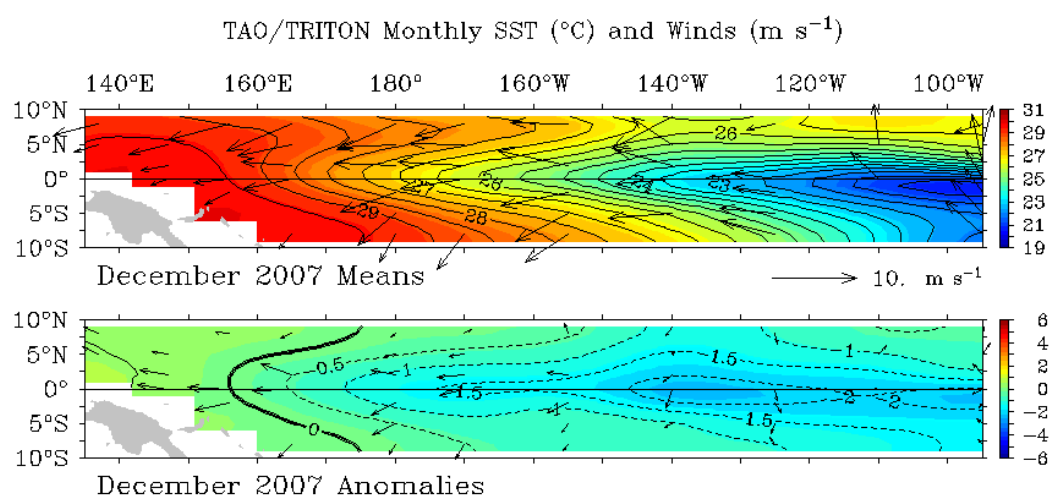 TAO/TRITON Monthly SST (°C) and Winds (m s⁻¹)
140°E 160°E 180° 160°W 140°W 120°W 100°W
10°N
5°N
0°
5°S
10°S
26
27
26
24
23
29
28
31
29
27
25
23
21
19
December 2007 Means
10. m s⁻¹
10°N
5°N
0°
5°S
10°S
0.5
1
1.5
1
0
1.5
1
2
2
1.5
6
4
2
0
-2
-4
-6
December 2007 Anomalies